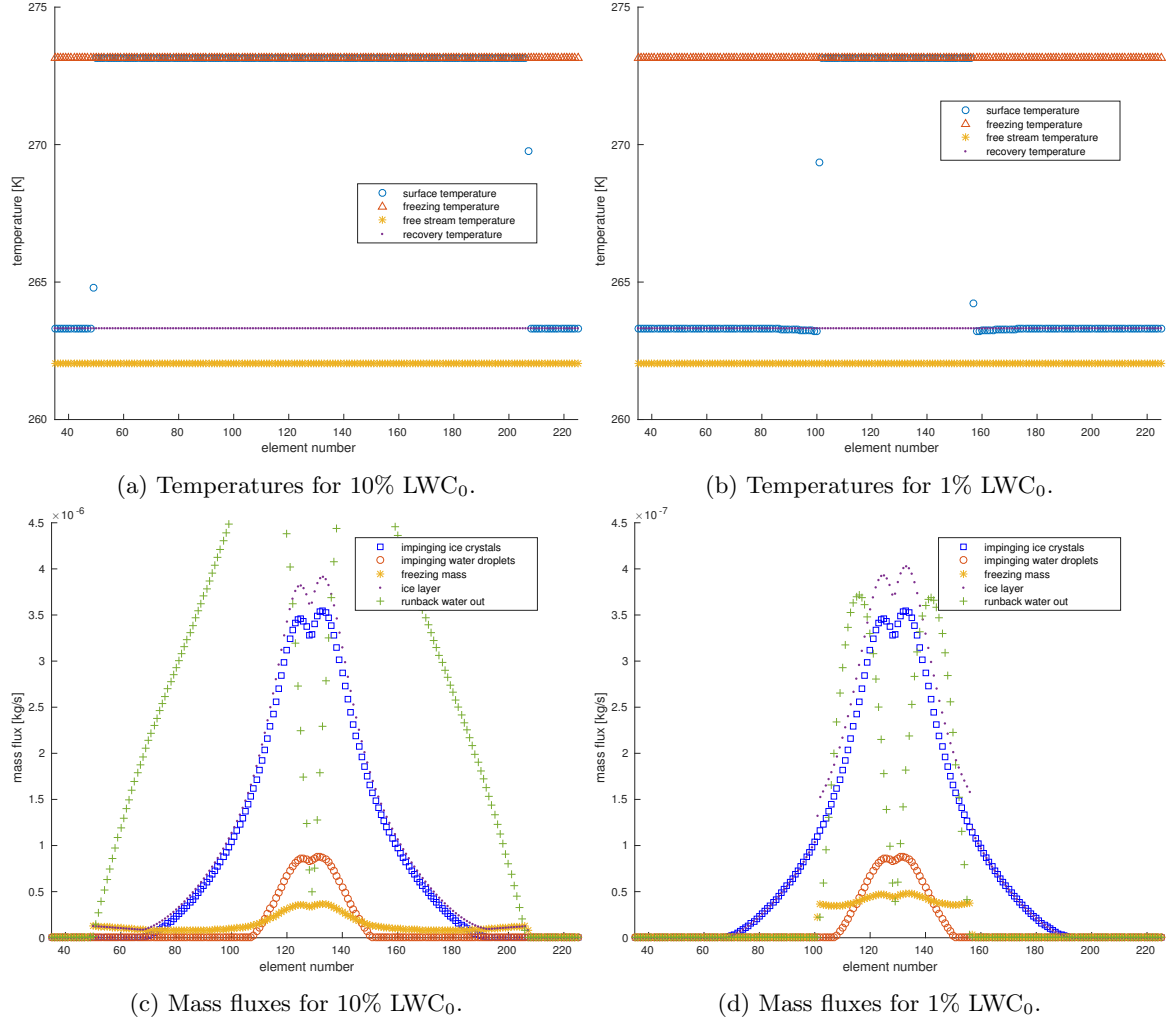 275
270
265
260
temperature [K]
surface temperature
freezing temperature
free stream temperature
recovery temperature
40 60 80 100 120 140 160 180 200 220
element number
(a) Temperatures for 10% LWC₀.
275
270
265
260
temperature [K]
surface temperature
freezing temperature
free stream temperature
recovery temperature
40 60 80 100 120 140 160 180 200 220
element number
(b) Temperatures for 1% LWC₀.
×10⁻⁶
4.5
4
3.5
3
2.5
2
1.5
1
0.5
0
mass flux [kg/s]
impinging ice crystals
impinging water droplets
freezing mass
ice layer
runback water out
40 60 80 100 120 140 160 180 200 220
element number
(c) Mass fluxes for 10% LWC₀.
×10⁻⁷
4.5
4
3.5
3
2.5
2
1.5
1
0.5
0
mass flux [kg/s]
impinging ice crystals
impinging water droplets
freezing mass
ice layer
runback water out
40 60 80 100 120 140 160 180 200 220
element number
(d) Mass fluxes for 1% LWC₀.